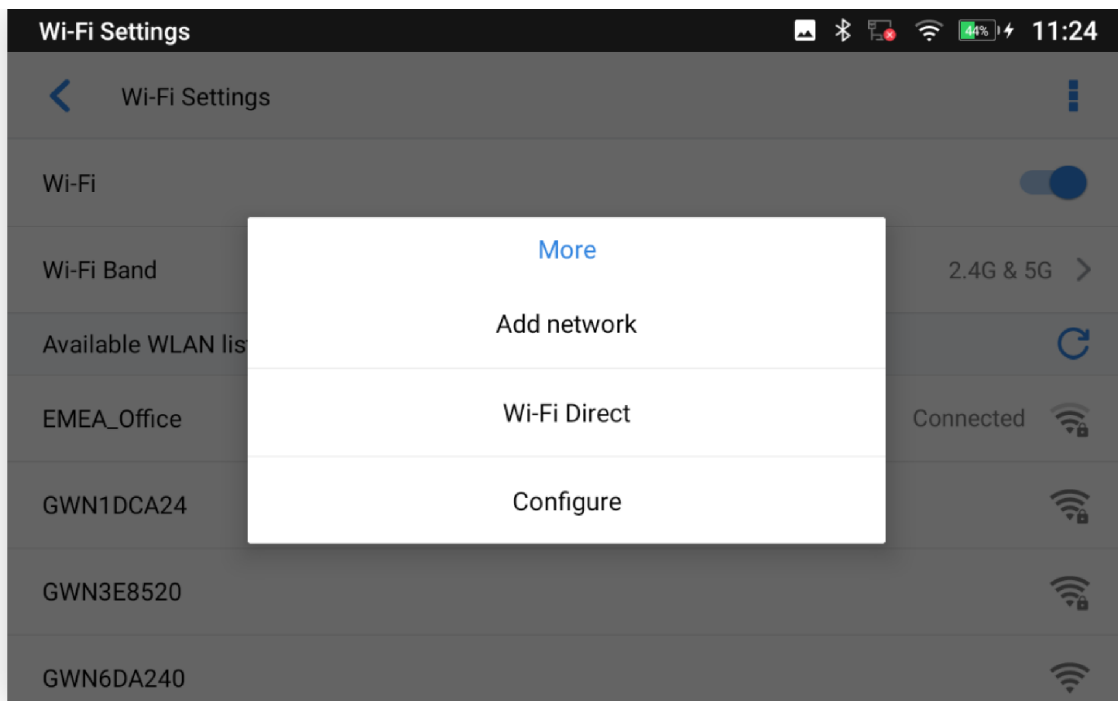 Wi-Fi Settings 44% 11:24
Wi-Fi Settings
Wi-Fi
More
Wi-Fi Band 2.4G & 5G
Add network
Available WLAN lis
EMEA_Office Connected
Wi-Fi Direct
GWN1DCA24
Configure
GWN3E8520
GWN6DA240